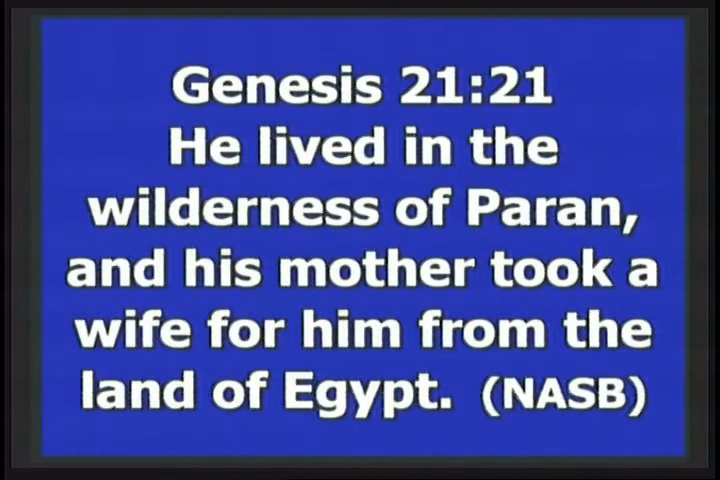 Genesis 21:21
He lived in the
wilderness of Paran,
and his mother took a
wife for him from the
land of Egypt. (NASB)